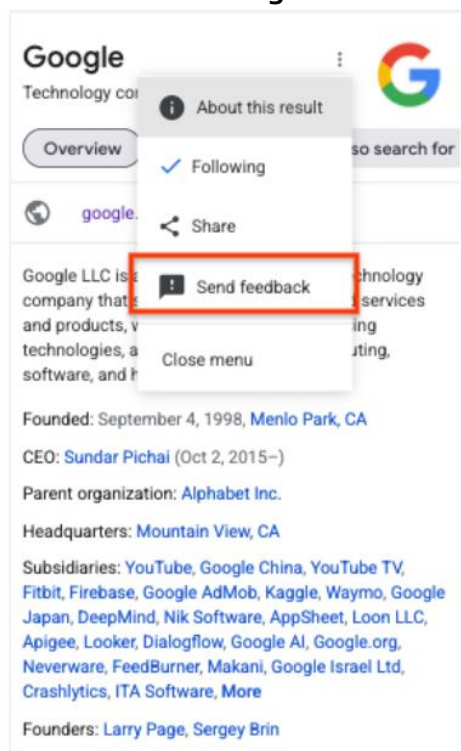 Google
Technology co
About this result
Overview
so search for
Following
google.
Share
Google LLC is a chnology
Send feedback
company that s services
and products, ing
technologies, a uting,
Close menu
software, and h
Founded: September 4, 1998, Menlo Park, CA
CEO: Sundar Pichai (Oct 2, 2015–)
Parent organization: Alphabet Inc.
Headquarters: Mountain View, CA
Subsidiaries: YouTube, Google China, YouTube TV,
Fitbit, Firebase, Google AdMob, Kaggle, Waymo, Google
Japan, DeepMind, Nik Software, AppSheet, Loon LLC,
Apigee, Looker, Dialogflow, Google AI, Google.org,
Neverware, FeedBurner, Makani, Google Israel Ltd,
Crashlytics, ITA Software, More
Founders: Larry Page, Sergey Brin